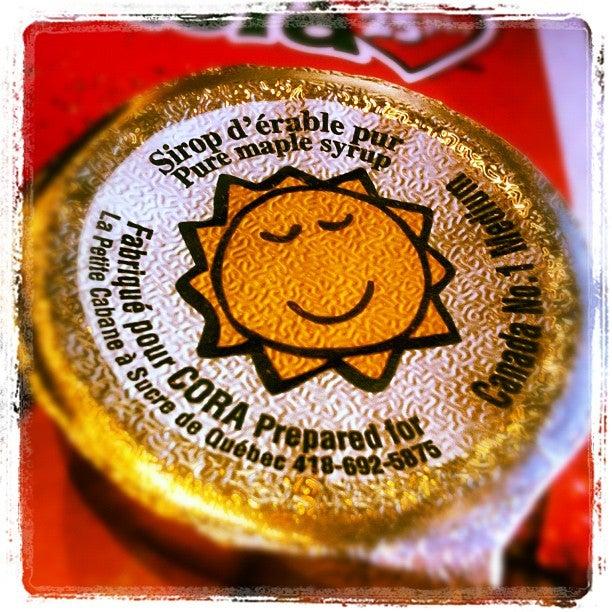 Sirop d'érable pur
Pure maple syrup
Canada No.1 Medium
Fabriqué pour CORA Prepared for
La Petite Cabane à Sucre de Québec 418-692-5875